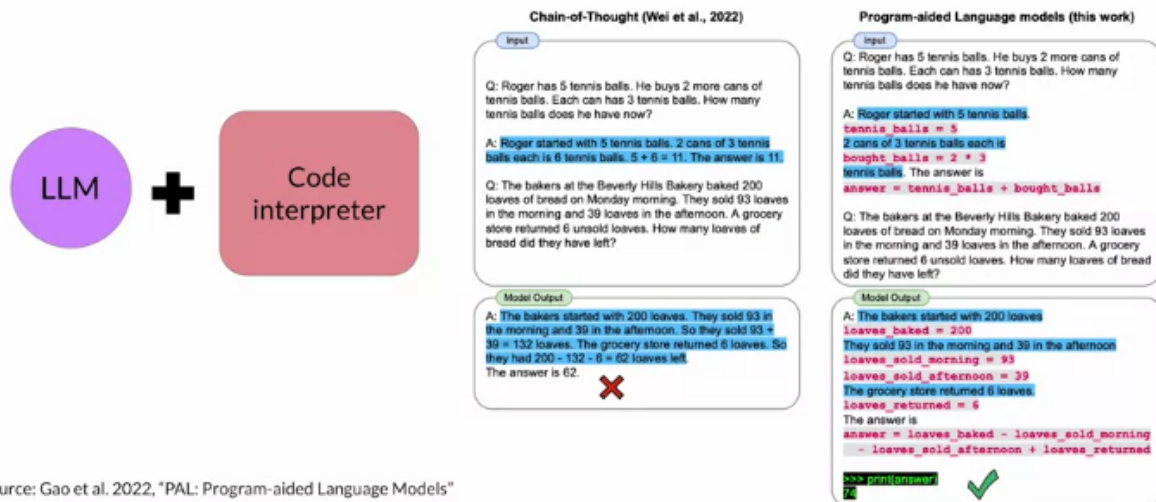 LLM
Code
interpreter
Chain-of-Thought (Wei et al., 2022)
Input
Q: Roger has 5 tennis balls. He buys 2 more cans of
tennis balls. Each can has 3 tennis balls. How many
tennis balls does he have now?
A: Roger started with 5 tennis balls. 2 cans of 3 tennis
balls each is 6 tennis balls. 5 + 6 = 11. The answer is 11.
Q: The bakers at the Beverly Hills Bakery baked 200
loaves of bread on Monday morning. They sold 93 loaves
in the morning and 39 loaves in the afternoon. A grocery
store returned 6 unsold loaves. How many loaves of
bread did they have left?
Model Output
A: The bakers started with 200 loaves. They sold 93 in
the morning and 39 in the afternoon. So they sold 93 +
39 = 132 loaves. The grocery store returned 6 loaves. So
they had 200 - 132 - 6 = 62 loaves left.
The answer is 62.
Program-aided Language models (this work)
Input
Q: Roger has 5 tennis balls. He buys 2 more cans of
tennis balls. Each can has 3 tennis balls. How many
tennis balls does he have now?
A: Roger started with 5 tennis balls.
tennis_balls = 5
2 cans of 3 tennis balls each is
bought_balls = 2 * 3
tennis balls. The answer is
answer = tennis_balls + bought_balls
Q: The bakers at the Beverly Hills Bakery baked 200
loaves of bread on Monday morning. They sold 93 loaves
in the morning and 39 loaves in the afternoon. A grocery
store returned 6 unsold loaves. How many loaves of bread
did they have left?
Model Output
A: The bakers started with 200 loaves
loaves_baked = 200
They sold 93 in the morning and 39 in the afternoon
loaves_sold_morning = 93
loaves_sold_afternoon = 39
The grocery store returned 6 loaves.
loaves_returned = 6
The answer is
answer = loaves_baked - loaves_sold_morning
- loaves_sold_afternoon + loaves_returned
>>> print(answer)
74
urce: Gao et al. 2022, "PAL: Program-aided Language Models"